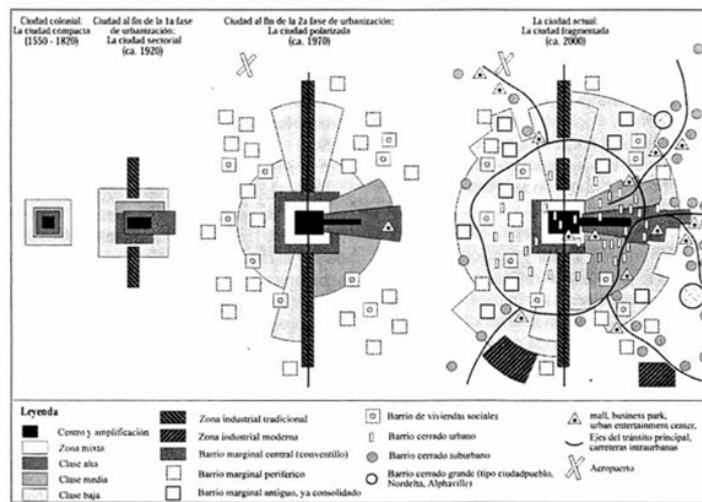 Ciudad colonial:
La ciudad compacta
(1550 - 1820)
Ciudad al fin de la 1a fase
de urbanización:
La ciudad sectorial
(ca. 1920)
Ciudad al fin de la 2a fase de urbanización:
La ciudad polarizada
(ca. 1970)
La ciudad actual:
La ciudad fragmentada
(ca. 2000)
Leyenda
Centro y amplificación
Zona mixta
Clase alta
Clase media
Clase baja
Zona industrial tradicional
Zona industrial moderna
Barrio marginal central (conventillo)
Barrio marginal periférico
Barrio marginal antiguo, ya consolidado
Barrio de viviendas sociales
Barrio cerrado urbano
Barrio cerrado suburbano
Barrio cerrado grande (tipo ciudadpueblo,
Nordelta, Alphaville)
mall, business park,
urban entertainment center,
Ejes del tránsito principal,
carreteras intraurbanas
Aeropuerto